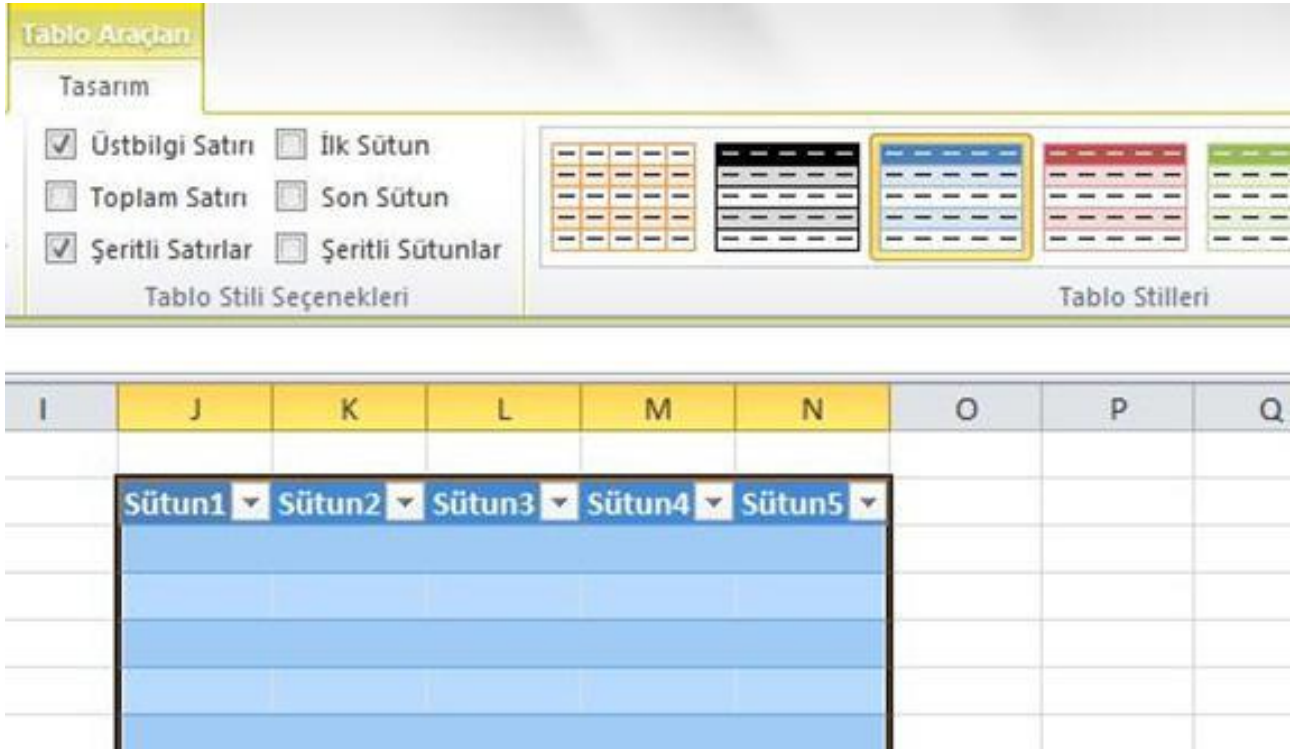 Tablo Araçları
Tasarım
Üstbilgi Satırı İlk Sütun
Toplam Satırı Son Sütun
Şeritli Satırlar Şeritli Sütunlar
Tablo Stili Seçenekleri Tablo Stilleri
I J K L M N O P Q
Sütun1 Sütun2 Sütun3 Sütun4 Sütun5